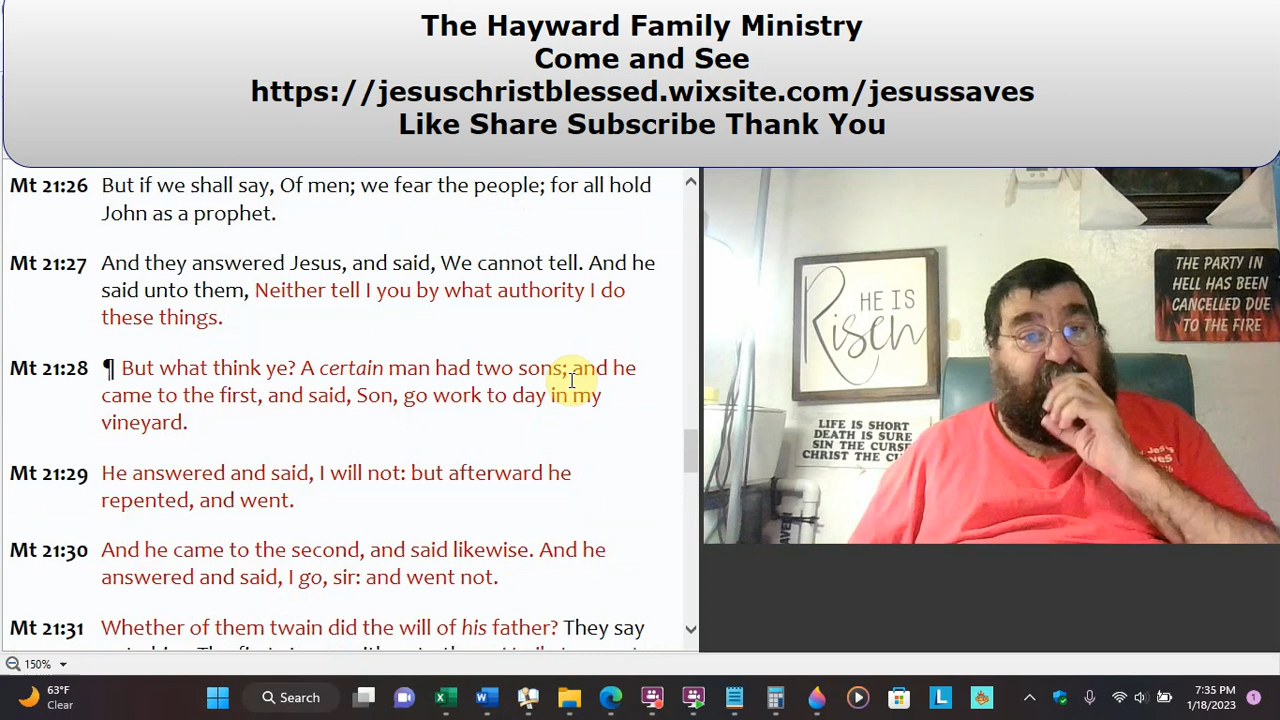 The Hayward Family Ministry
Come and See
https://jesuschristblessed.wixsite.com/jesussaves
Like Share Subscribe Thank You
Mt 21:26 But if we shall say, Of men; we fear the people; for all hold
John as a prophet.
Mt 21:27 And they answered Jesus, and said, We cannot tell. And he
said unto them, Neither tell I you by what authority I do
these things.
Mt 21:28 ¶ But what think ye? A certain man had two sons; and he
came to the first, and said, Son, go work to day in my
vineyard.
Mt 21:29 He answered and said, I will not: but afterward he
repented, and went.
Mt 21:30 And he came to the second, and said likewise. And he
answered and said, I go, sir: and went not.
Mt 21:31 Whether of them twain did the will of his father? They say
HE IS
Risen
THE PARTY IN
HELL HAS BEEN
CANCELLED DUE
TO THE FIRE
LIFE IS SHORT
DEATH IS SURE
SIN THE CURSE
CHRIST THE CU
150%
63°F
Clear
Search
7:35 PM
1/18/2023
1